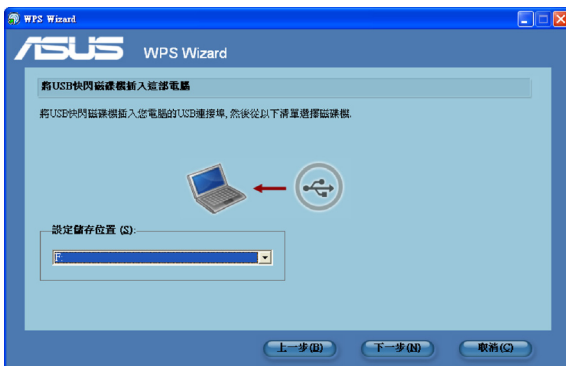 WPS Wizard
ASUS WPS Wizard
將USB快閃磁碟機插入這部電腦
將USB快閃磁碟機插入您電腦的USB連接埠, 然後從以下清單選擇磁碟機.
設定儲存位置 (S):
F:
上一步(B) 下一步(N) 取消(C)